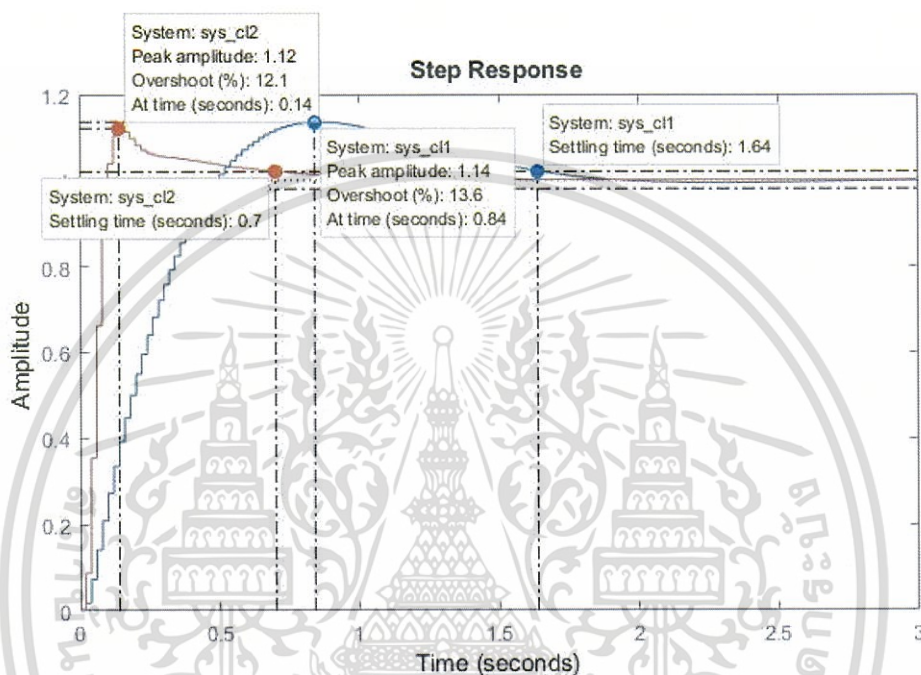 Step Response
System: sys_cl2
Peak amplitude: 1.12
Overshoot (%): 12.1
At time (seconds): 0.14
System: sys_cl1
Peak amplitude: 1.14
Overshoot (%): 13.6
At time (seconds): 0.84
System: sys_cl1
Settling time (seconds): 1.64
System: sys_cl2
Settling time (seconds): 0.7
Amplitude
1.2
0.8
0.6
0.4
0.2
0
0
0.5
1
1.5
2
2.5
3
Time (seconds)